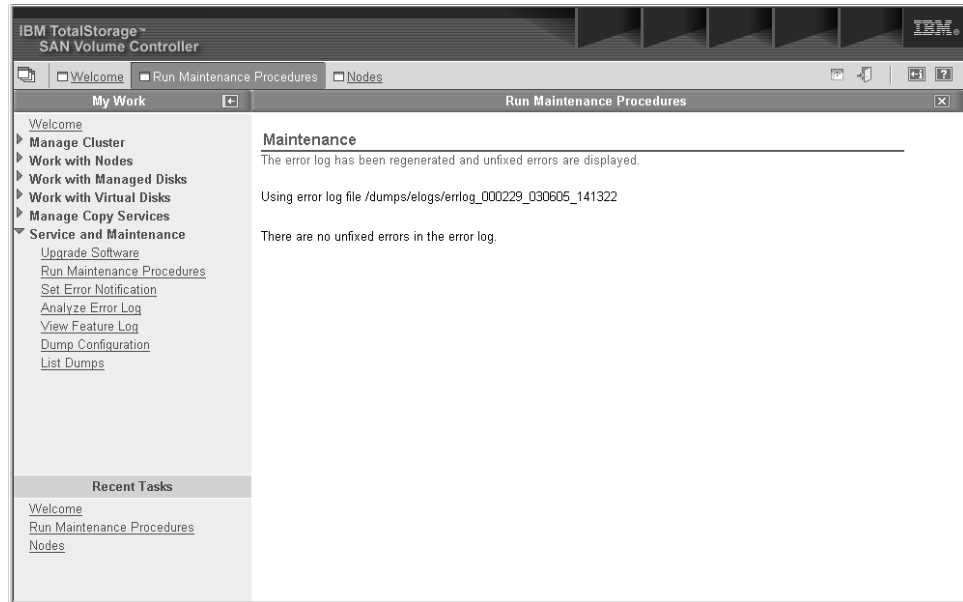 IBM TotalStorage™
SAN Volume Controller
IBM®
Welcome
Run Maintenance Procedures
Nodes
?
My Work
Run Maintenance Procedures
Welcome
Manage Cluster
Work with Nodes
Work with Managed Disks
Work with Virtual Disks
Manage Copy Services
Service and Maintenance
Upgrade Software
Run Maintenance Procedures
Set Error Notification
Analyze Error Log
View Feature Log
Dump Configuration
List Dumps
Recent Tasks
Welcome
Run Maintenance Procedures
Nodes
Maintenance
The error log has been regenerated and unfixed errors are displayed.
Using error log file /dumps/elogs/errlog_000229_030605_141322
There are no unfixed errors in the error log.